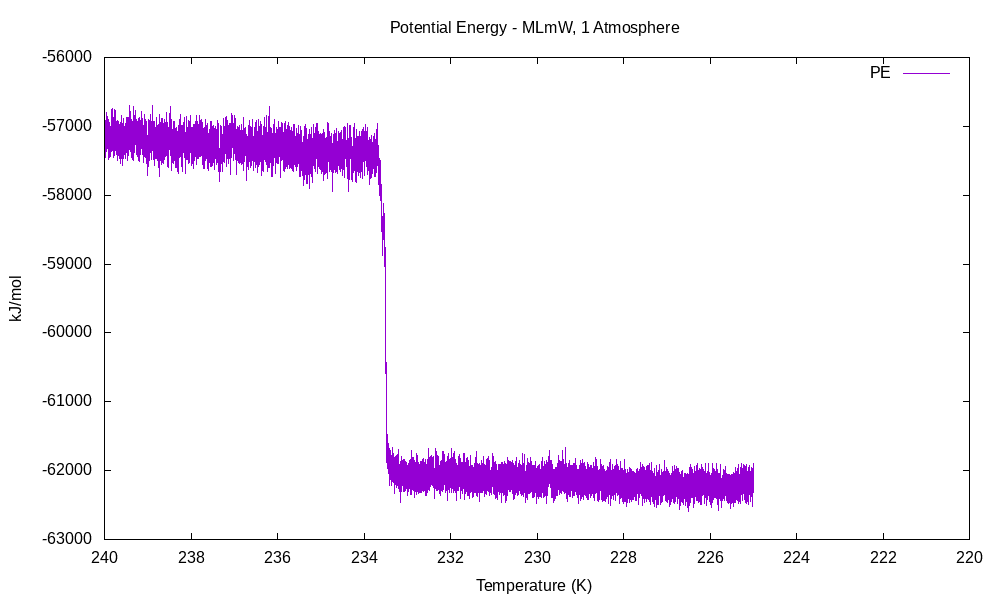 Potential Energy - MLmW, 1 Atmosphere
PE
-56000
-57000
-58000
-59000
-60000
-61000
-62000
-63000
kJ/mol
240 238 236 234 232 230 228 226 224 222 220
Temperature (K)